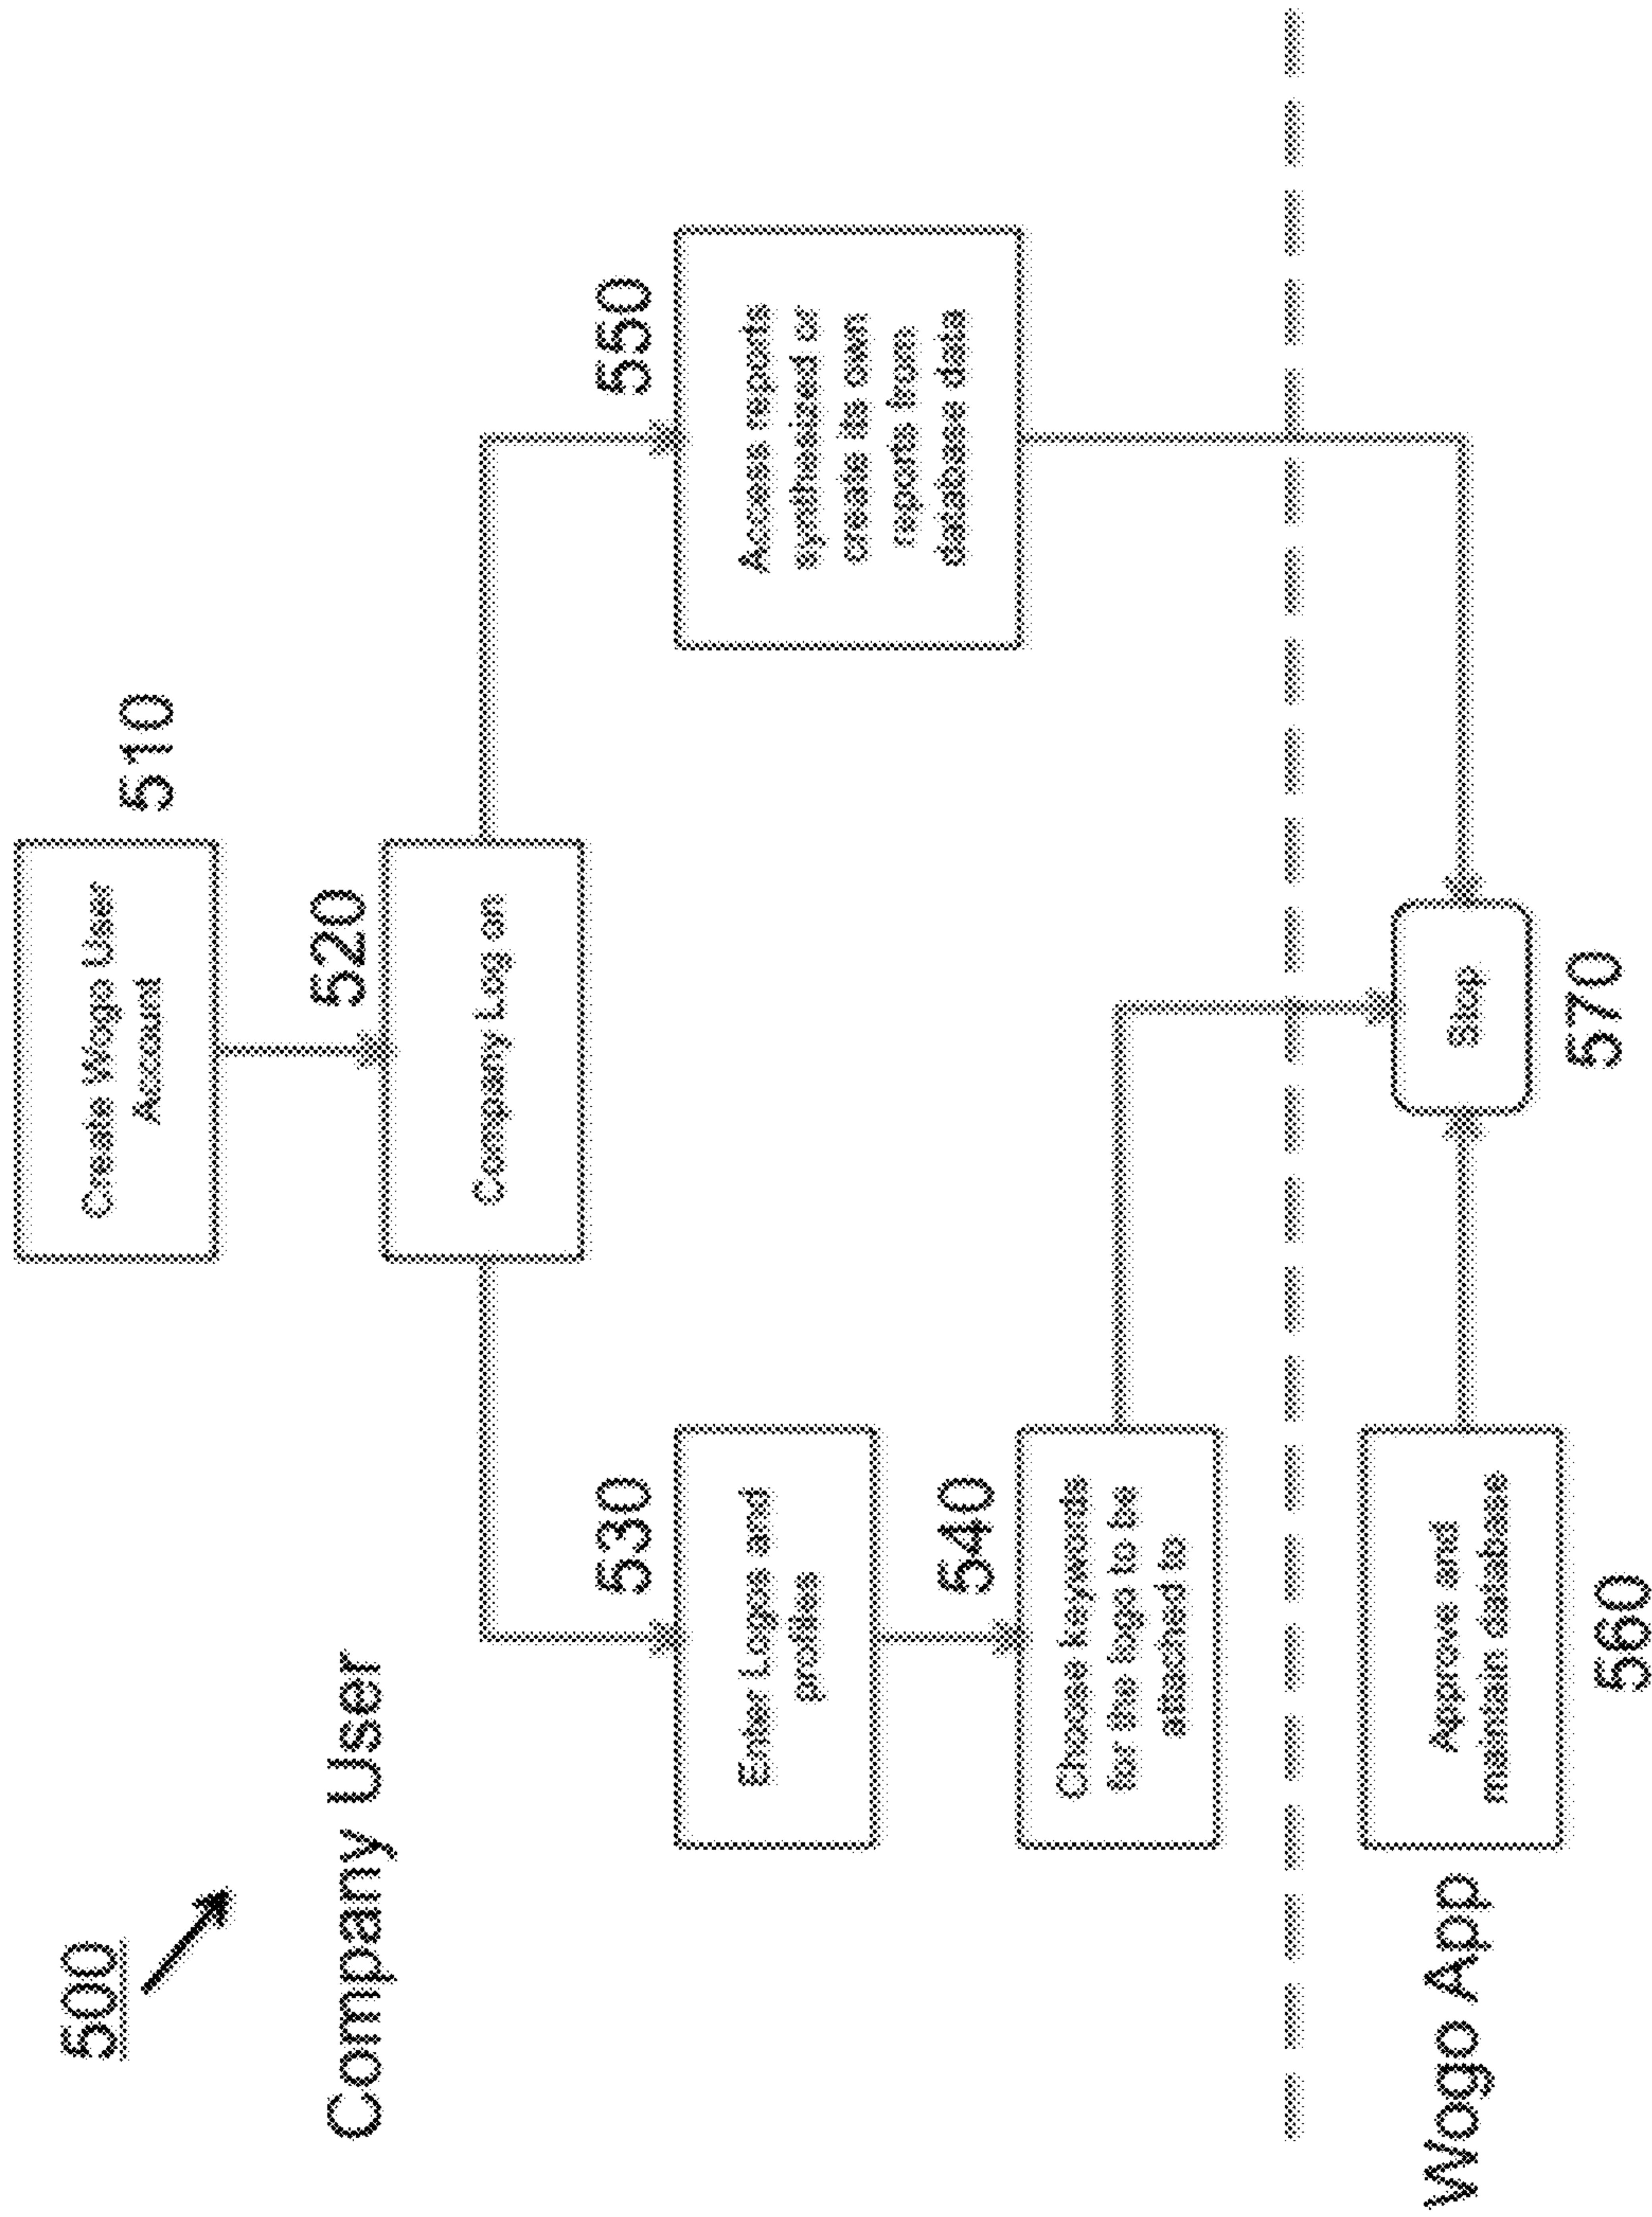 500
Company User
Create Wogo User
Account
510
520
Company Log on
530
Enter Logos and
profiles
540
Choose keywords
for the logo to be
attached to
550
Access reports
synthesized or
create its own
reports from
database data
Wogo App
Approve and
maintain database
560
Stop
570